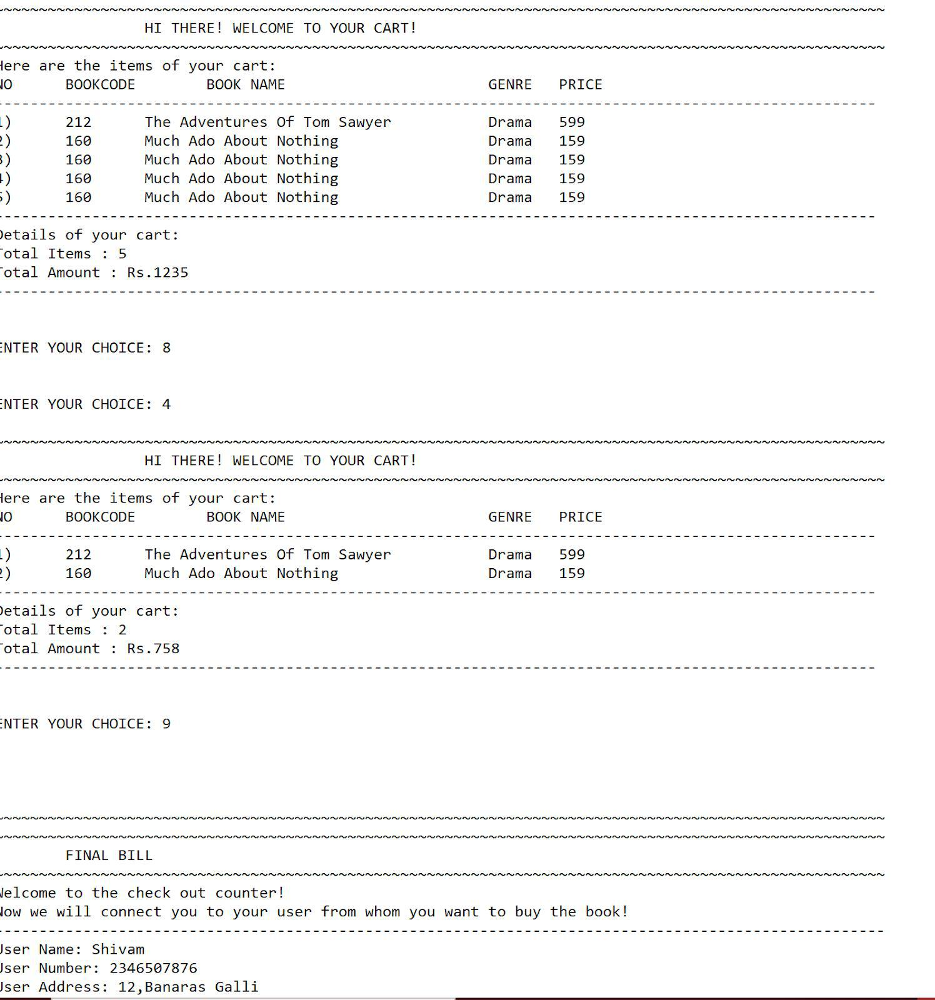 ~~~~~~~~~~~~~~~~~~~~~~~~~~~~~~~~~~~~~~~~~~~~~~~~~~~~~~~~~~~~~~~~~~~~~~~~~~~~~~~~~~~~~~~~~~~~~~~~~~~~~
HI THERE! WELCOME TO YOUR CART!
~~~~~~~~~~~~~~~~~~~~~~~~~~~~~~~~~~~~~~~~~~~~~~~~~~~~~~~~~~~~~~~~~~~~~~~~~~~~~~~~~~~~~~~~~~~~~~~~~~~~~
Here are the items of your cart:
NO BOOKCODE BOOK NAME GENRE PRICE
----------------------------------------------------------------------------------------------------
1) 212 The Adventures Of Tom Sawyer Drama 599
2) 160 Much Ado About Nothing Drama 159
3) 160 Much Ado About Nothing Drama 159
4) 160 Much Ado About Nothing Drama 159
5) 160 Much Ado About Nothing Drama 159
----------------------------------------------------------------------------------------------------
Details of your cart:
Total Items : 5
Total Amount : Rs.1235
----------------------------------------------------------------------------------------------------
ENTER YOUR CHOICE: 8
ENTER YOUR CHOICE: 4
~~~~~~~~~~~~~~~~~~~~~~~~~~~~~~~~~~~~~~~~~~~~~~~~~~~~~~~~~~~~~~~~~~~~~~~~~~~~~~~~~~~~~~~~~~~~~~~~~~~~~
HI THERE! WELCOME TO YOUR CART!
~~~~~~~~~~~~~~~~~~~~~~~~~~~~~~~~~~~~~~~~~~~~~~~~~~~~~~~~~~~~~~~~~~~~~~~~~~~~~~~~~~~~~~~~~~~~~~~~~~~~~
Here are the items of your cart:
NO BOOKCODE BOOK NAME GENRE PRICE
----------------------------------------------------------------------------------------------------
1) 212 The Adventures Of Tom Sawyer Drama 599
2) 160 Much Ado About Nothing Drama 159
----------------------------------------------------------------------------------------------------
Details of your cart:
Total Items : 2
Total Amount : Rs.758
----------------------------------------------------------------------------------------------------
ENTER YOUR CHOICE: 9
~~~~~~~~~~~~~~~~~~~~~~~~~~~~~~~~~~~~~~~~~~~~~~~~~~~~~~~~~~~~~~~~~~~~~~~~~~~~~~~~~~~~~~~~~~~~~~~~~~~~~
~~~~~~~~~~~~~~~~~~~~~~~~~~~~~~~~~~~~~~~~~~~~~~~~~~~~~~~~~~~~~~~~~~~~~~~~~~~~~~~~~~~~~~~~~~~~~~~~~~~~~
FINAL BILL
~~~~~~~~~~~~~~~~~~~~~~~~~~~~~~~~~~~~~~~~~~~~~~~~~~~~~~~~~~~~~~~~~~~~~~~~~~~~~~~~~~~~~~~~~~~~~~~~~~~~~
Welcome to the check out counter!
Now we will connect you to your user from whom you want to buy the book!
-----------------------------------------------------------------------------------------------------
User Name: Shivam
User Number: 2346507876
User Address: 12,Banaras Galli